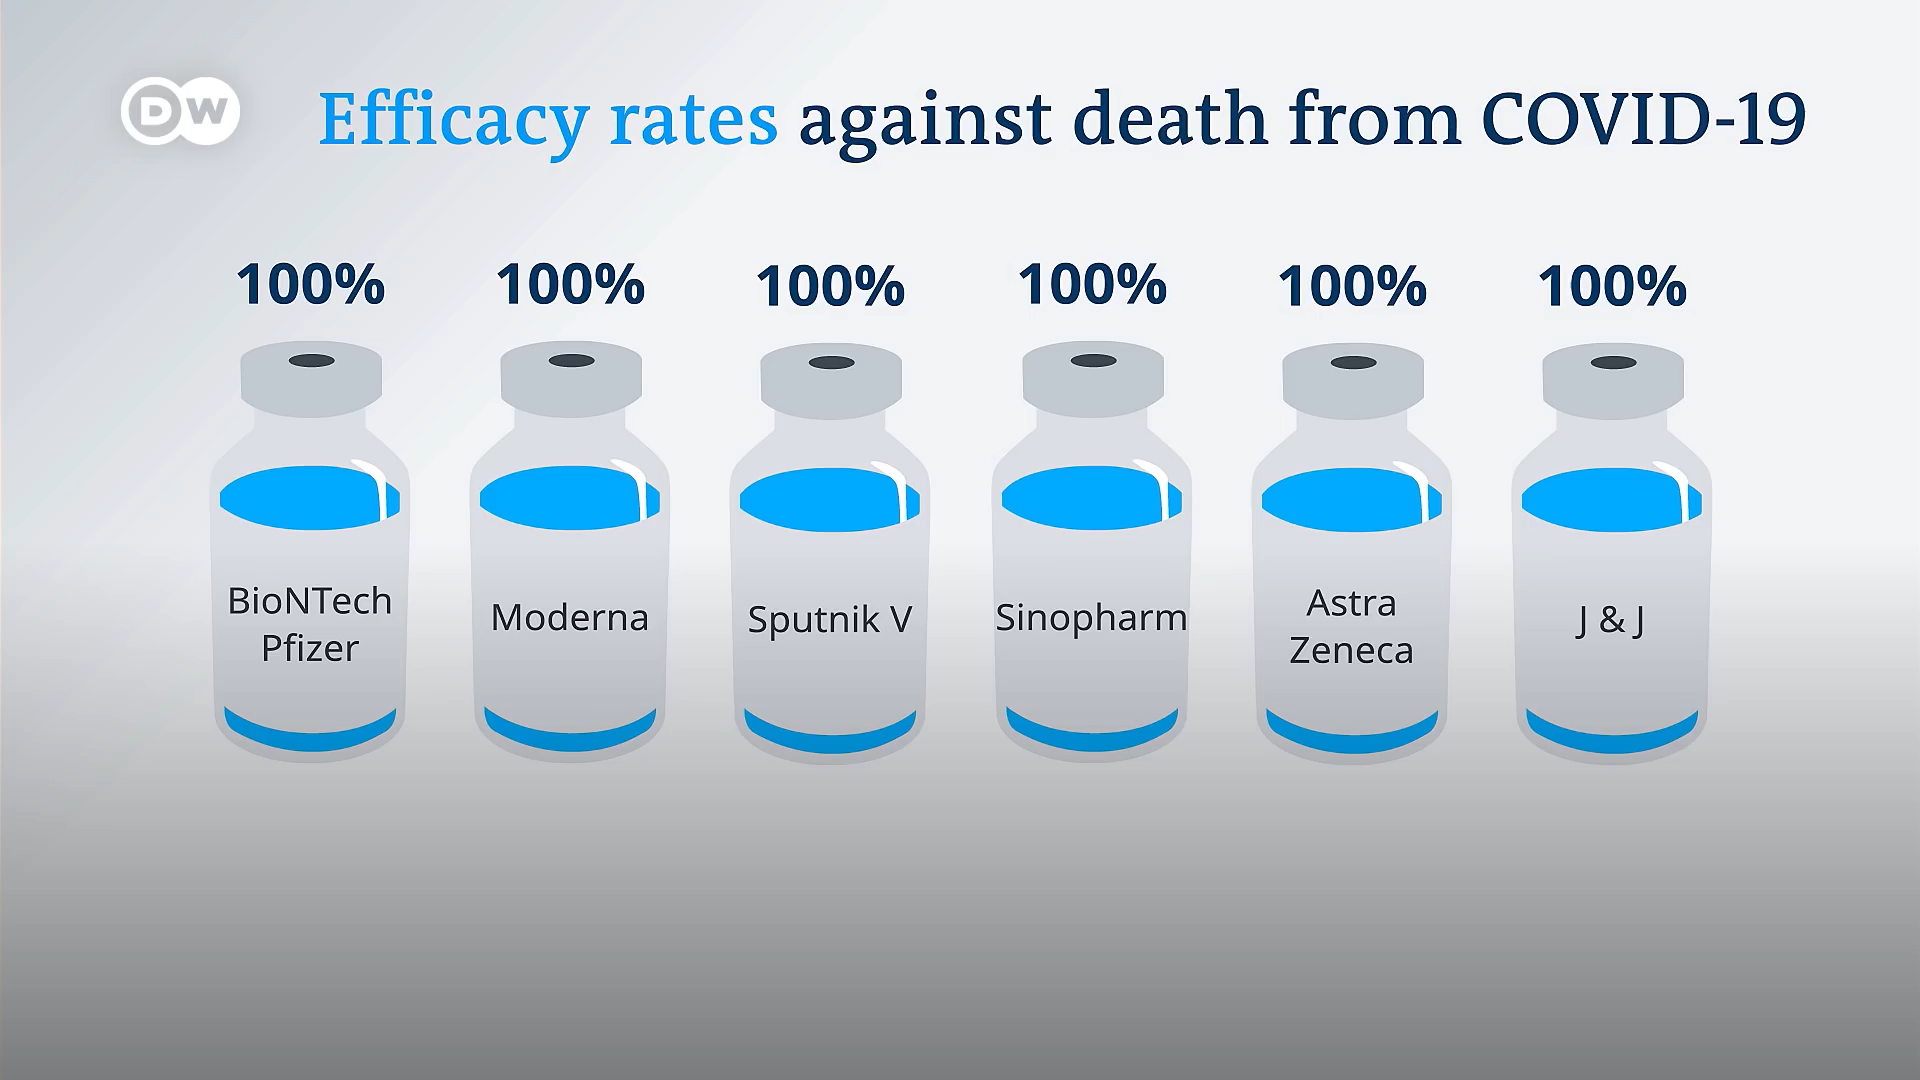 DW
Efficacy rates against death from COVID-19
100% 100% 100% 100% 100% 100%
BioNTech
Pfizer
Moderna
Sputnik V
Sinopharm
Astra
Zeneca
J & J